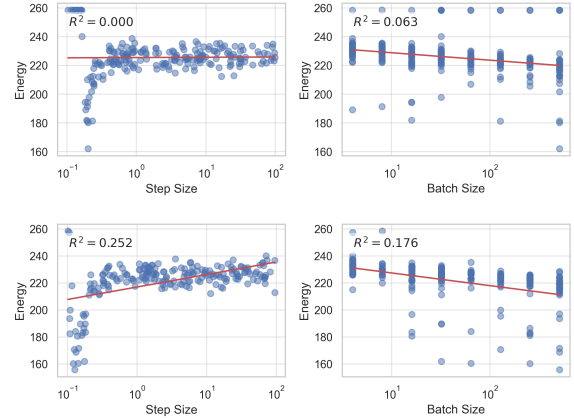 260
240
220
200
180
160
Energy
R² = 0.000
10⁻¹ 10⁰ 10¹ 10²
Step Size
260
240
220
200
180
160
Energy
R² = 0.063
10¹ 10²
Batch Size
260
240
220
200
180
160
Energy
R² = 0.252
10⁻¹ 10⁰ 10¹ 10²
Step Size
260
240
220
200
180
160
Energy
R² = 0.176
10¹ 10²
Batch Size